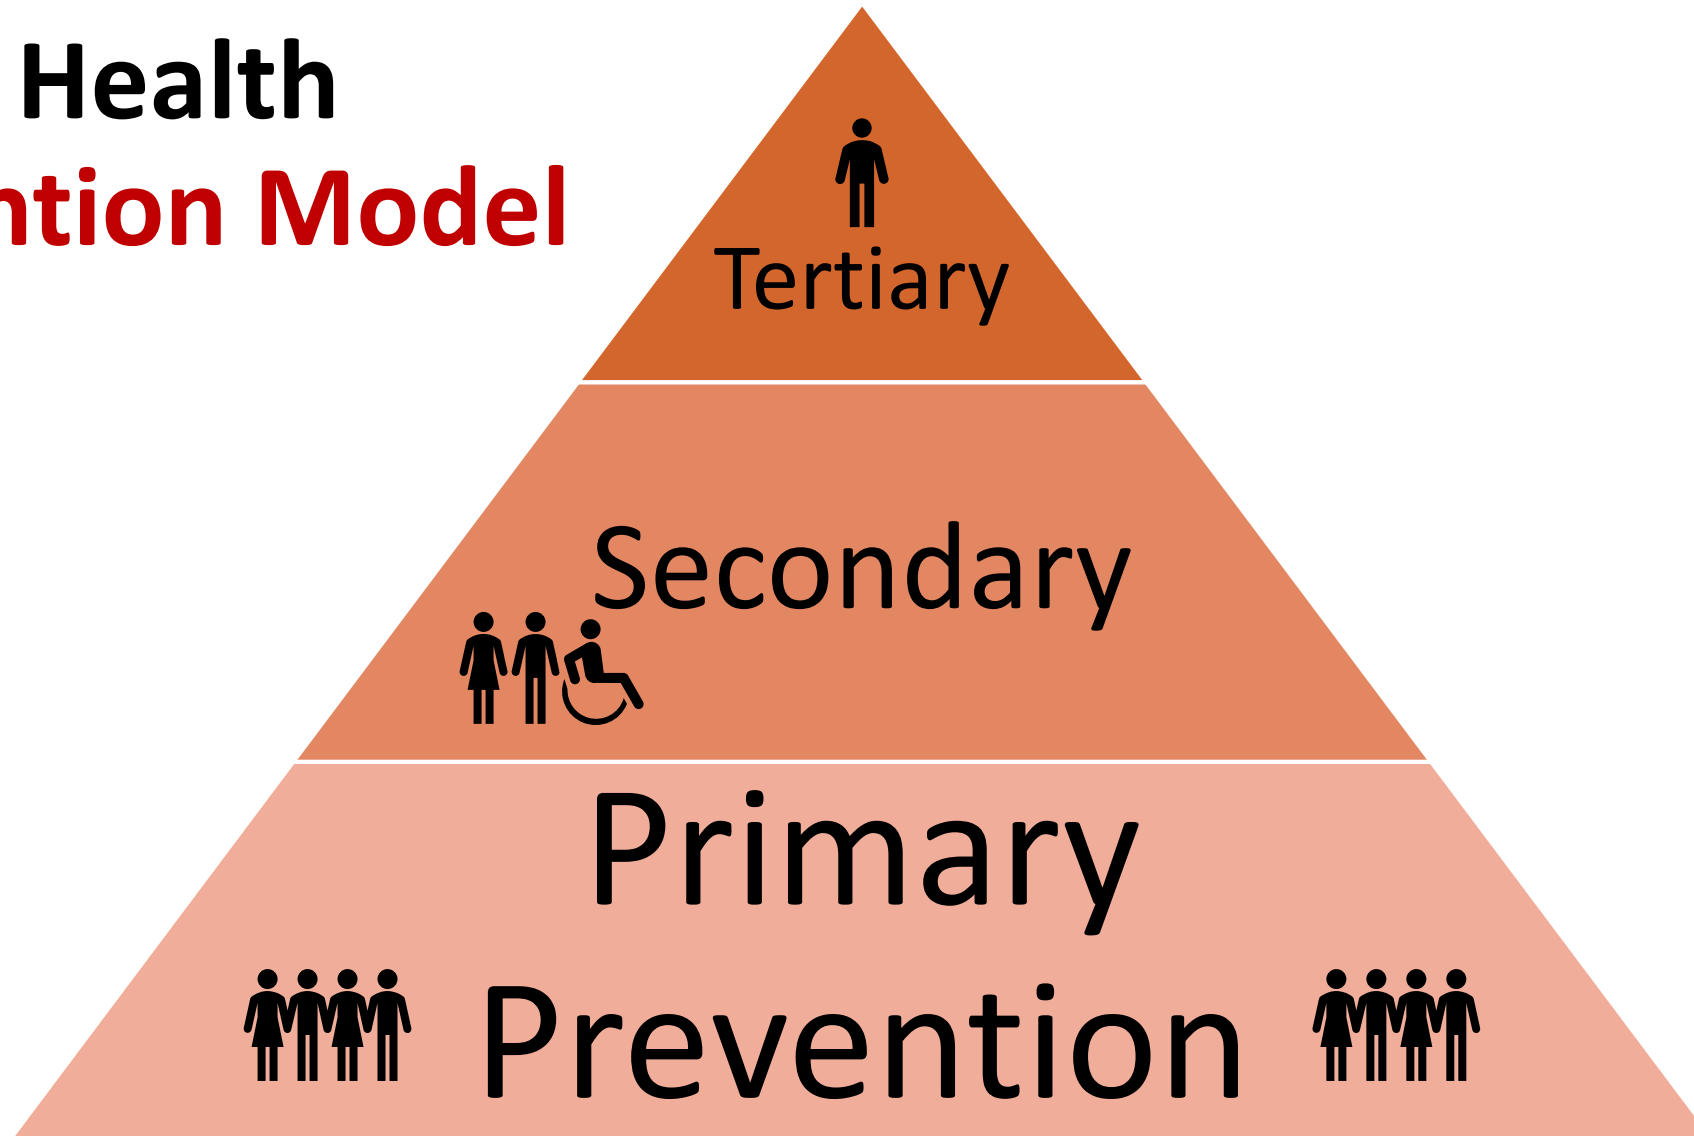 Health
ntion Model
Tertiary
Secondary
Primary
Prevention